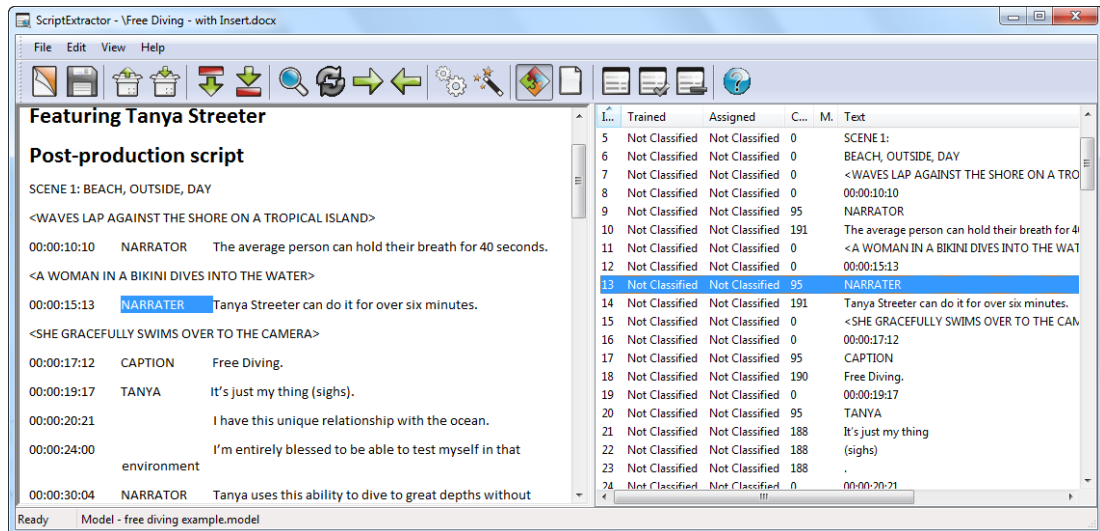 ScriptExtractor - \Free Diving - with Insert.docx
File Edit View Help
Featuring Tanya Streeter
Post-production script
SCENE 1: BEACH, OUTSIDE, DAY
<WAVES LAP AGAINST THE SHORE ON A TROPICAL ISLAND>
00:00:10:10 NARRATOR The average person can hold their breath for 40 seconds.
<A WOMAN IN A BIKINI DIVES INTO THE WATER>
00:00:15:13 NARRATER Tanya Streeter can do it for over six minutes.
<SHE GRACEFULLY SWIMS OVER TO THE CAMERA>
00:00:17:12 CAPTION Free Diving.
00:00:19:17 TANYA It's just my thing (sighs).
00:00:20:21 I have this unique relationship with the ocean.
00:00:24:00 I'm entirely blessed to be able to test myself in that
environment
00:00:30:04 NARRATOR Tanya uses this ability to dive to great depths without
I... Trained Assigned C... M. Text
5 Not Classified Not Classified 0 SCENE 1:
6 Not Classified Not Classified 0 BEACH, OUTSIDE, DAY
7 Not Classified Not Classified 0 <WAVES LAP AGAINST THE SHORE ON A TRO
8 Not Classified Not Classified 0 00:00:10:10
9 Not Classified Not Classified 95 NARRATOR
10 Not Classified Not Classified 191 The average person can hold their breath for 4
11 Not Classified Not Classified 0 <A WOMAN IN A BIKINI DIVES INTO THE WAT
12 Not Classified Not Classified 0 00:00:15:13
13 Not Classified Not Classified 95 NARRATER
14 Not Classified Not Classified 191 Tanya Streeter can do it for over six minutes.
15 Not Classified Not Classified 0 <SHE GRACEFULLY SWIMS OVER TO THE CAM
16 Not Classified Not Classified 0 00:00:17:12
17 Not Classified Not Classified 95 CAPTION
18 Not Classified Not Classified 190 Free Diving.
19 Not Classified Not Classified 0 00:00:19:17
20 Not Classified Not Classified 95 TANYA
21 Not Classified Not Classified 188 It's just my thing
22 Not Classified Not Classified 188 (sighs)
23 Not Classified Not Classified 188 .
24 Not Classified Not Classified 0 00:00:20:21
Ready Model - free diving example.model